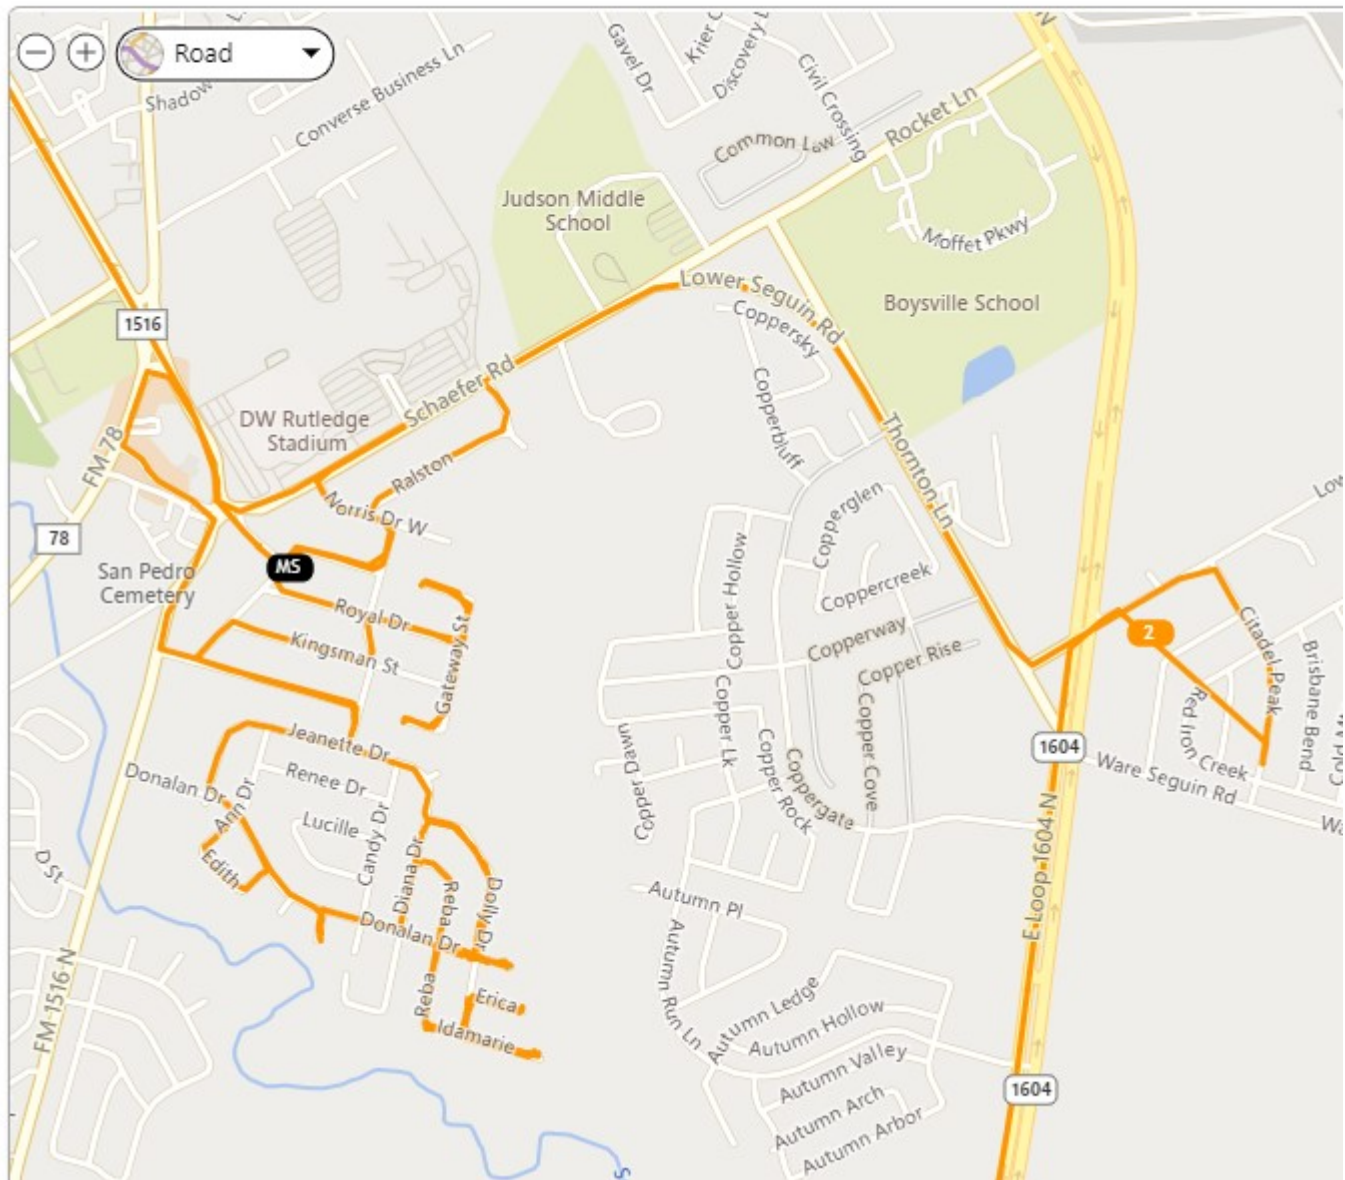 Road
Shadow
Converse Business Ln
Gavel Dr
Krier C
Discovery L
Civil Crossing
Common Law
Rocket Ln
N
Judson Middle
School
Moffet Pkwy
Boysville School
Lower Seguin Rd
Coppersky
Copperbluff
1516
DW Rutledge
Stadium
Schaefer Rd
FM 78
Ralston
Norris Dr W
Thornton Ln
Low
78
MS
San Pedro
Cemetery
Royal Dr
Kingsman St
Gateway St
Copperglen
Coppercreek
Copper Hollow
Copperway
Copper Rise
2
Citadel Peak
Brisbane Bend
Red Iron Creek
Cold M
Jeanette Dr
Donalan Dr
Renee Dr
Ann Dr
Lucille
Candy Dr
Edith
Diana Dr
Copper Lk
Copper Dawn
Copper Rock
Coppergate
Copper Cove
1604
Ware Seguin Rd
Wa
D St
Reba
Dolly Dr
Donalan Dr
Autumn Pl
E Loop 1604 N
FM 1516 N
Reba
Erica
Idamarie
Autumn Run Ln
Autumn Ledge
Autumn Hollow
Autumn Valley
Autumn Arch
Autumn Arbor
1604
S